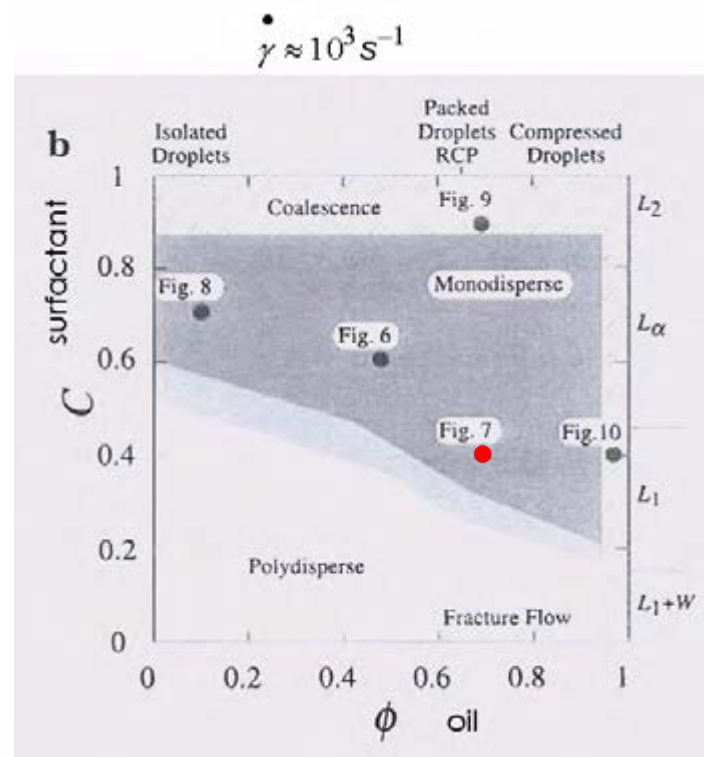 γ̇ ≈ 10³ s⁻¹
b
Isolated
Droplets
Packed
Droplets
RCP
Compressed
Droplets
1
Coalescence
Fig. 9
L₂
0.8
Fig. 8
Monodisperse
surfactant
Fig. 6
Lα
0.6
C
Fig. 7
Fig.10
0.4
L₁
0.2
Polydisperse
Fracture Flow
L₁+W
0
0 0.2 0.4 0.6 0.8 1
ϕ oil